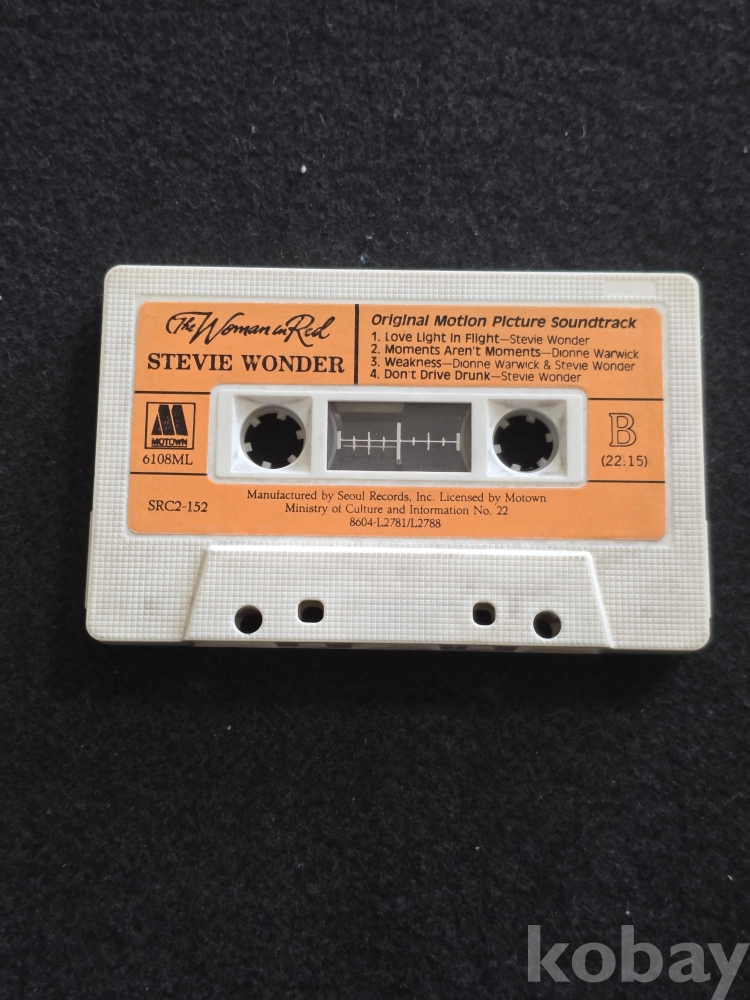 The Woman in Red
STEVIE WONDER
Original Motion Picture Soundtrack
1. Love Light in Flight—Stevie Wonder
2. Moments Aren't Moments—Dionne Warwick
3. Weakness—Dionne Warwick & Stevie Wonder
4. Don't Drive Drunk—Stevie Wonder
M
MOTOWN
6108ML
B
(22:15)
SRC2-152
Manufactured by Seoul Records, Inc. Licensed by Motown
Ministry of Culture and Information No. 22
8604-L2781/L2788
kobay